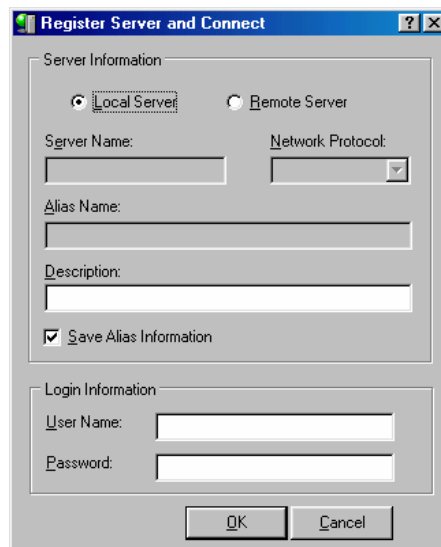 Register Server and Connect
Server Information
Local Server Remote Server
Server Name: Network Protocol:
Alias Name:
Description:
Save Alias Information
Login Information
User Name:
Password:
OK Cancel